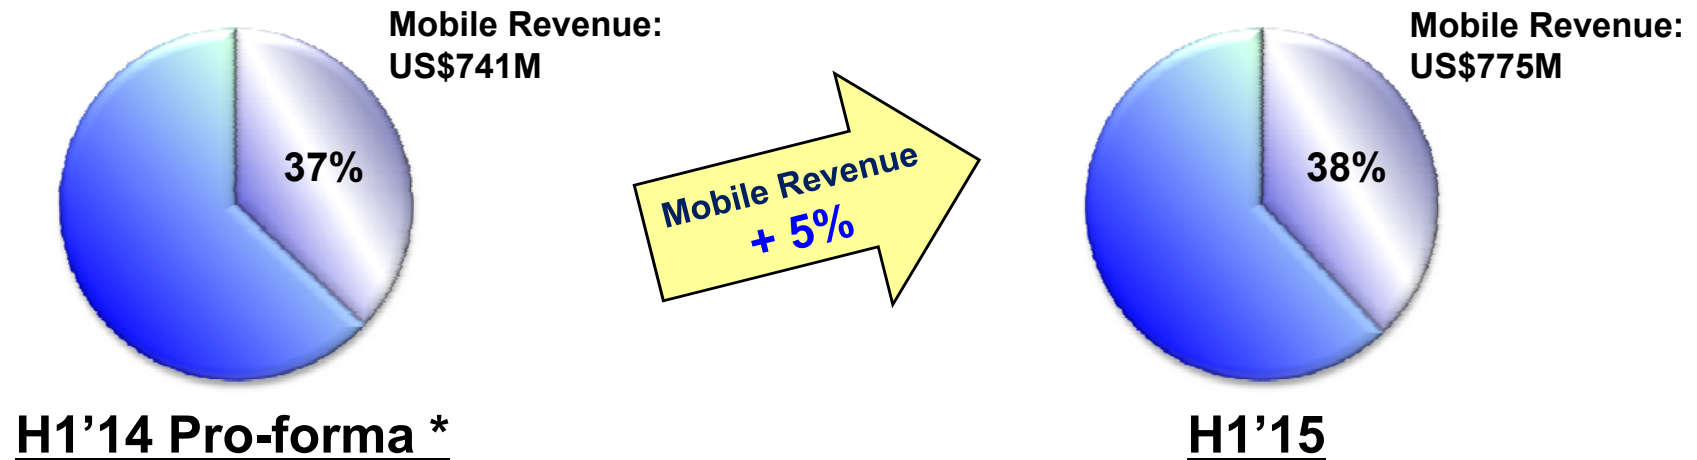 Mobile Revenue:
US$741M
37%
H1’14 Pro-forma *
Mobile Revenue
+ 5%
Mobile Revenue:
US$775M
38%
H1’15